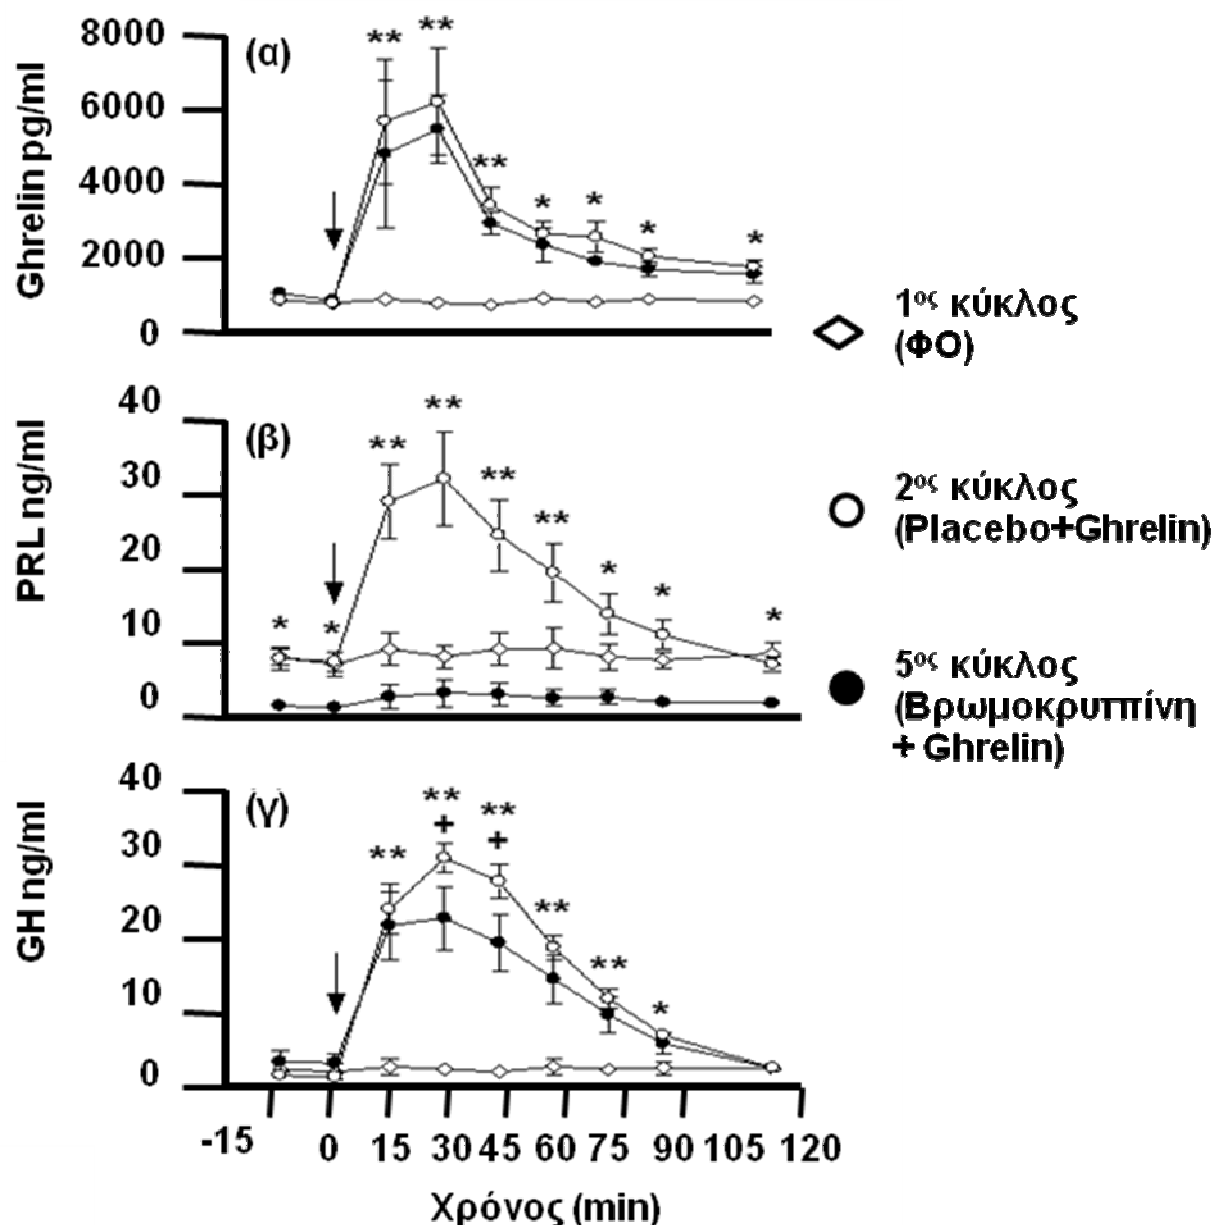 8000
6000
4000
2000
0
Ghrelin pg/ml
(α)
** ** ** * * * *
40
30
20
10
0
PRL ng/ml
(β)
* * ** ** ** ** * * *
40
30
20
10
0
GH ng/ml
(γ)
** ** ** ** ** *
+ +
-15 0 15 30 45 60 75 90 105 120
Χρόνος (min)
1ος κύκλος
(ΦΟ)
2ος κύκλος
(Placebo+Ghrelin)
5ος κύκλος
(Βρωμοκρυπτίνη
+ Ghrelin)